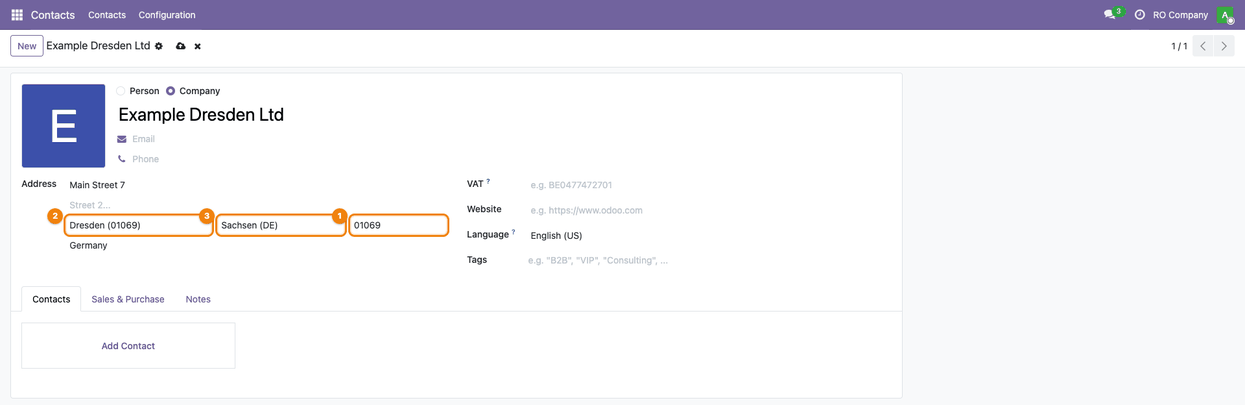 Contacts Contacts Configuration 3 RO Company A
New Example Dresden Ltd 1 / 1
E
Person Company
Example Dresden Ltd
Email
Phone
Address Main Street 7 VAT ? e.g. BE0477472701
Street 2...
Website e.g. https://www.odoo.com
2 Dresden (01069) 3 Sachsen (DE) 1 01069
Language ? English (US)
Germany
Tags e.g. "B2B", "VIP", "Consulting", ...
Contacts Sales & Purchase Notes
Add Contact